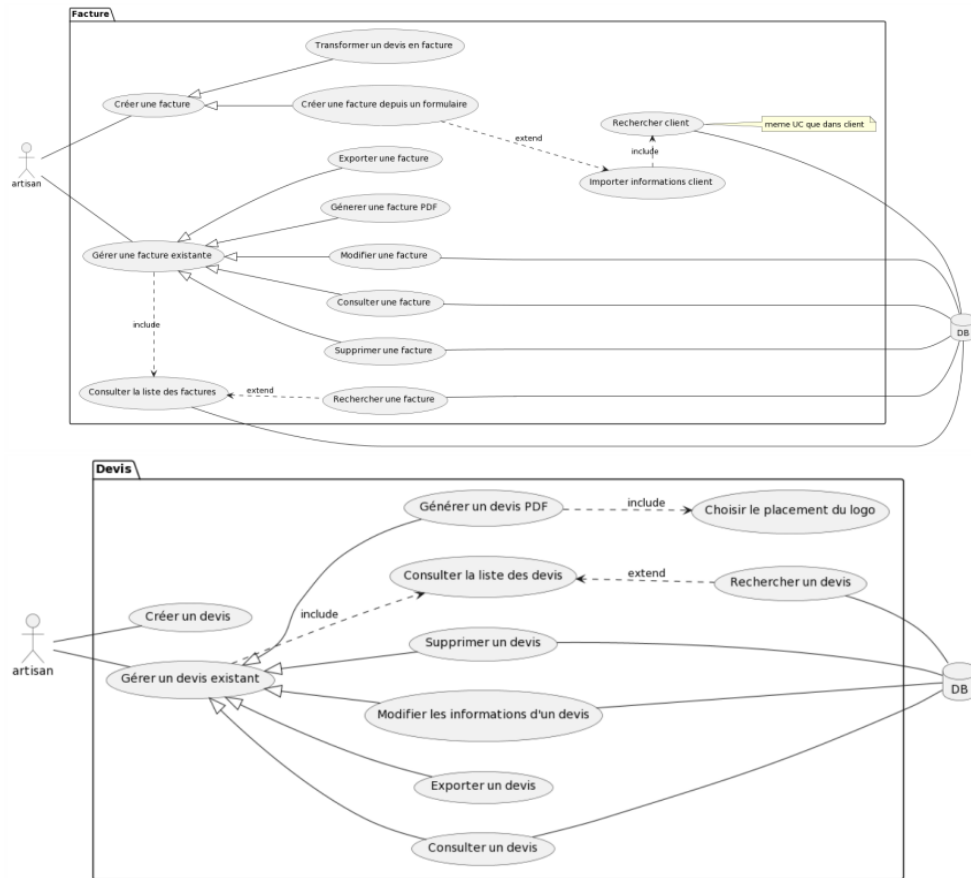 Facture
Transformer un devis en facture
Créer une facture
Créer une facture depuis un formulaire
Rechercher client
meme UC que dans client
extend
include
artisan
Exporter une facture
Importer informations client
Génerer une facture PDF
Gérer une facture existante
Modifier une facture
Consulter une facture
include
DB
Supprimer une facture
Consulter la liste des factures
extend
Rechercher une facture
Devis
Générer un devis PDF
include
Choisir le placement du logo
Consulter la liste des devis
extend
Rechercher un devis
include
Créer un devis
Supprimer un devis
artisan
Gérer un devis existant
DB
Modifier les informations d'un devis
Exporter un devis
Consulter un devis